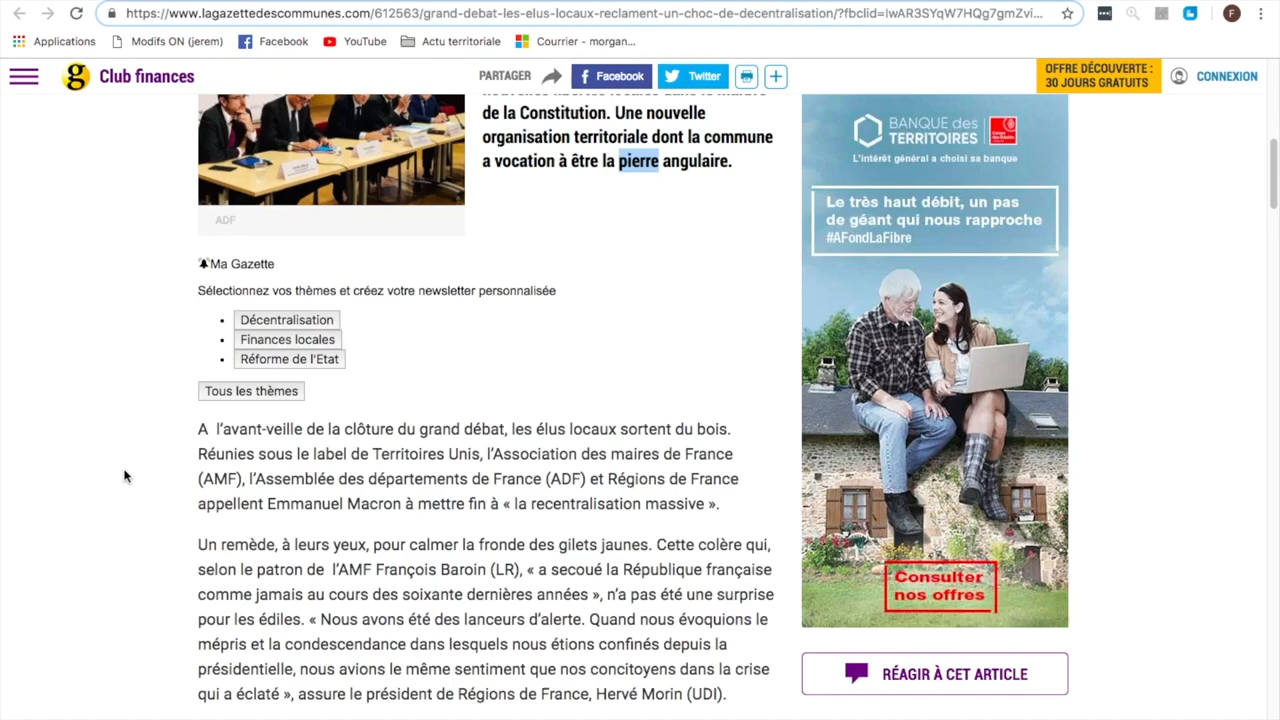 https://www.lagazettedescommunes.com/612563/grand-debat-les-elus-locaux-reclament-un-choc-de-decentralisation/?fbclid=IwAR3SYqW7HQg7gmZvi...
F
Applications
Modifs ON (jerem)
Facebook
YouTube
Actu territoriale
Courrier - morgan...
g Club finances
PARTAGER
Facebook
Twitter
OFFRE DÉCOUVERTE :
30 JOURS GRATUITS
CONNEXION
de la Constitution. Une nouvelle
organisation territoriale dont la commune
a vocation à être la pierre angulaire.
ADF
Ma Gazette
Sélectionnez vos thèmes et créez votre newsletter personnalisée
Décentralisation
Finances locales
Réforme de l'Etat
Tous les thèmes
A l’avant-veille de la clôture du grand débat, les élus locaux sortent du bois.
Réunies sous le label de Territoires Unis, l’Association des maires de France
(AMF), l’Assemblée des départements de France (ADF) et Régions de France
appellent Emmanuel Macron à mettre fin à « la recentralisation massive ».
Un remède, à leurs yeux, pour calmer la fronde des gilets jaunes. Cette colère qui,
selon le patron de l’AMF François Baroin (LR), « a secoué la République française
comme jamais au cours des soixante dernières années », n’a pas été une surprise
pour les édiles. « Nous avons été des lanceurs d’alerte. Quand nous évoquions le
mépris et la condescendance dans lesquels nous étions confinés depuis la
présidentielle, nous avions le même sentiment que nos concitoyens dans la crise
qui a éclaté », assure le président de Régions de France, Hervé Morin (UDI).
BANQUE des
TERRITOIRES
L'intérêt général a choisi sa banque
Le très haut débit, un pas
de géant qui nous rapproche
#AFondLaFibre
Consulter
nos offres
RÉAGIR À CET ARTICLE